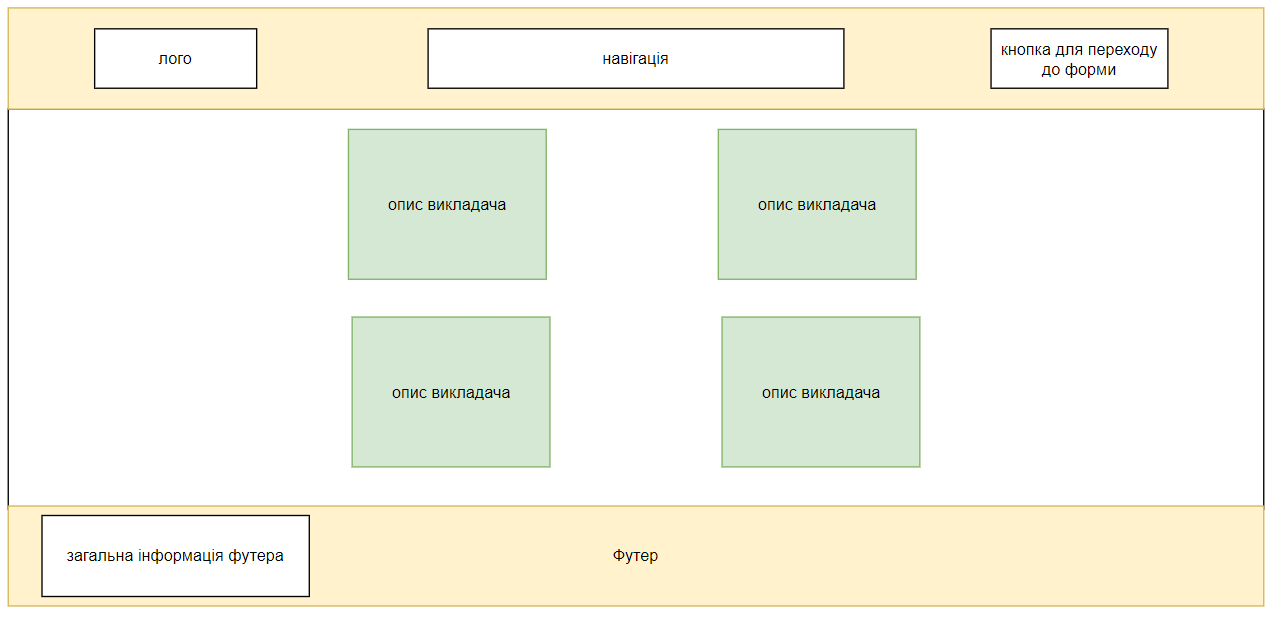 лого
навігація
кнопка для переходу
до форми
опис викладача
опис викладача
опис викладача
опис викладача
загальна інформація футера
Футер